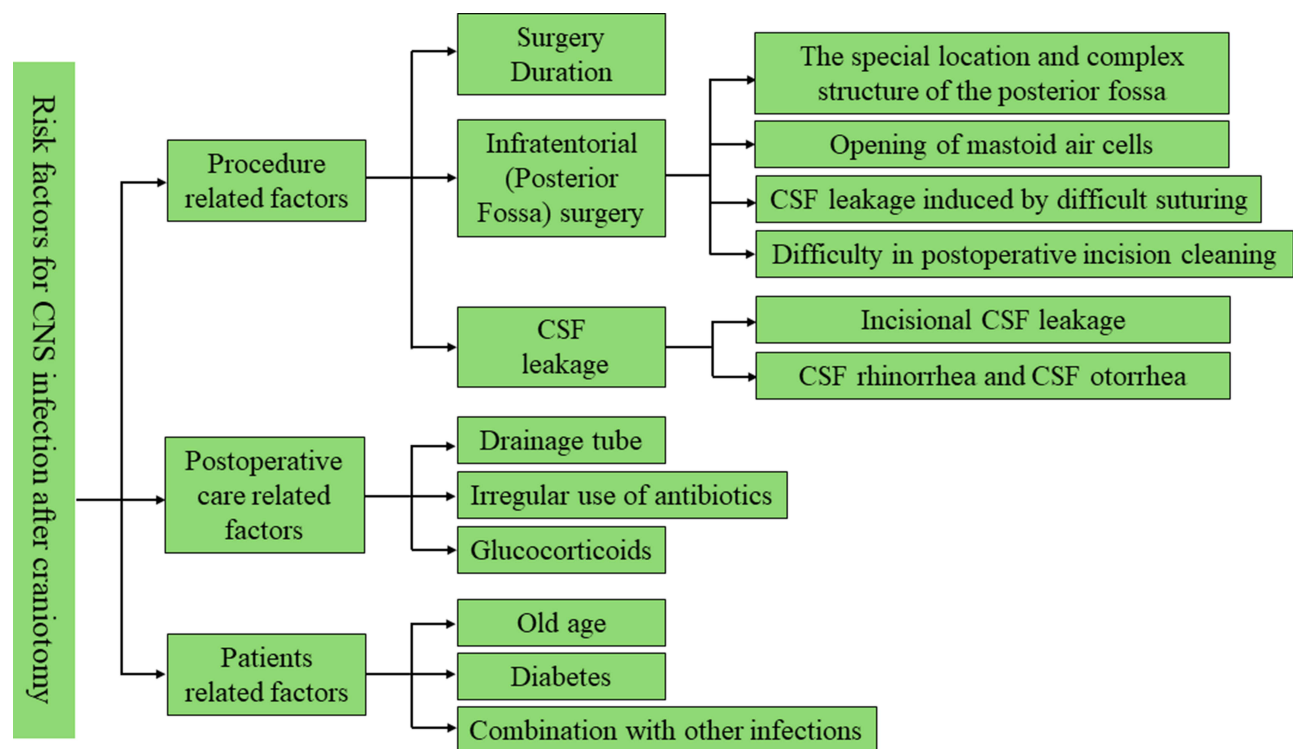 Risk factors for CNS infection after craniotomy
Procedure
related factors
Surgery
Duration
Infratentorial
(Posterior
Fossa) surgery
The special location and complex
structure of the posterior fossa
Opening of mastoid air cells
CSF leakage induced by difficult suturing
Difficulty in postoperative incision cleaning
CSF
leakage
Incisional CSF leakage
CSF rhinorrhea and CSF otorrhea
Postoperative
care related
factors
Drainage tube
Irregular use of antibiotics
Glucocorticoids
Patients
related factors
Old age
Diabetes
Combination with other infections